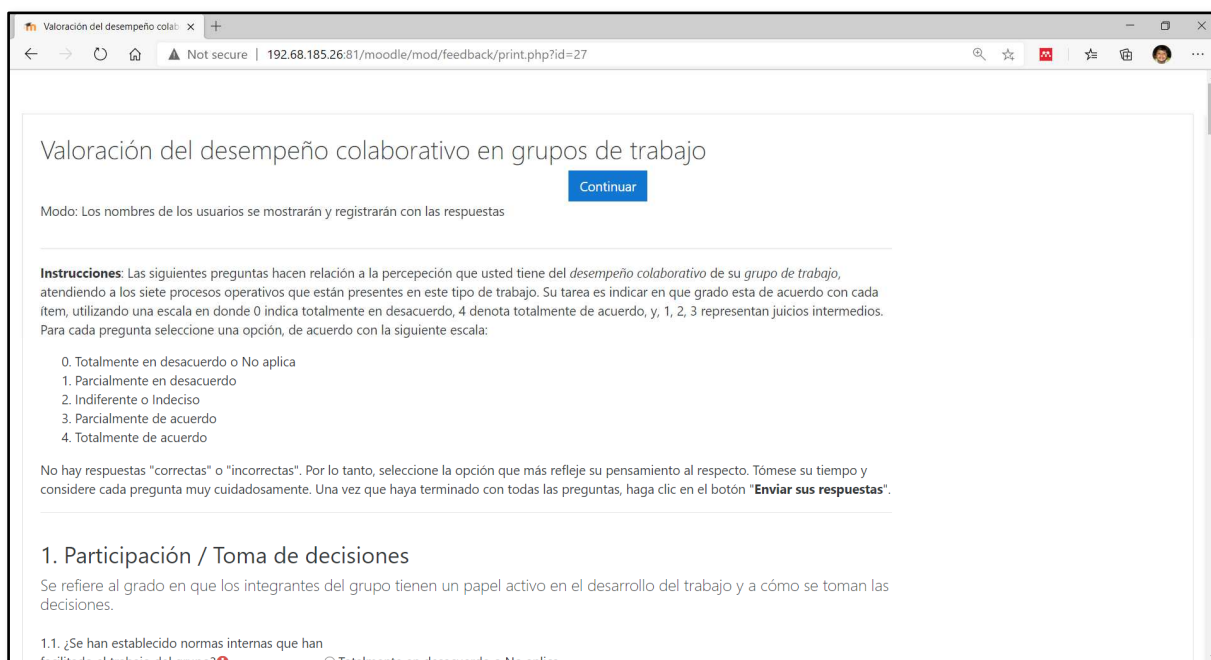 Valoración del desempeño colab
Not secure | 192.68.185.26:81/moodle/mod/feedback/print.php?id=27
Valoración del desempeño colaborativo en grupos de trabajo
Continuar
Modo: Los nombres de los usuarios se mostrarán y registrarán con las respuestas
Instrucciones: Las siguientes preguntas hacen relación a la percepeción que usted tiene del desempeño colaborativo de su grupo de trabajo,
atendiendo a los siete procesos operativos que están presentes en este tipo de trabajo. Su tarea es indicar en que grado esta de acuerdo con cada
ítem, utilizando una escala en donde 0 indica totalmente en desacuerdo, 4 denota totalmente de acuerdo, y, 1, 2, 3 representan juicios intermedios.
Para cada pregunta seleccione una opción, de acuerdo con la siguiente escala:
0. Totalmente en desacuerdo o No aplica
1. Parcialmente en desacuerdo
2. Indiferente o Indeciso
3. Parcialmente de acuerdo
4. Totalmente de acuerdo
No hay respuestas "correctas" o "incorrectas". Por lo tanto, seleccione la opción que más refleje su pensamiento al respecto. Tómese su tiempo y
considere cada pregunta muy cuidadosamente. Una vez que haya terminado con todas las preguntas, haga clic en el botón "Enviar sus respuestas".
1. Participación / Toma de decisiones
Se refiere al grado en que los integrantes del grupo tienen un papel activo en el desarrollo del trabajo y a cómo se toman las
decisiones.
1.1. ¿Se han establecido normas internas que han
facilitado el trabajo del grupo? Totalmente en desacuerdo o No aplica